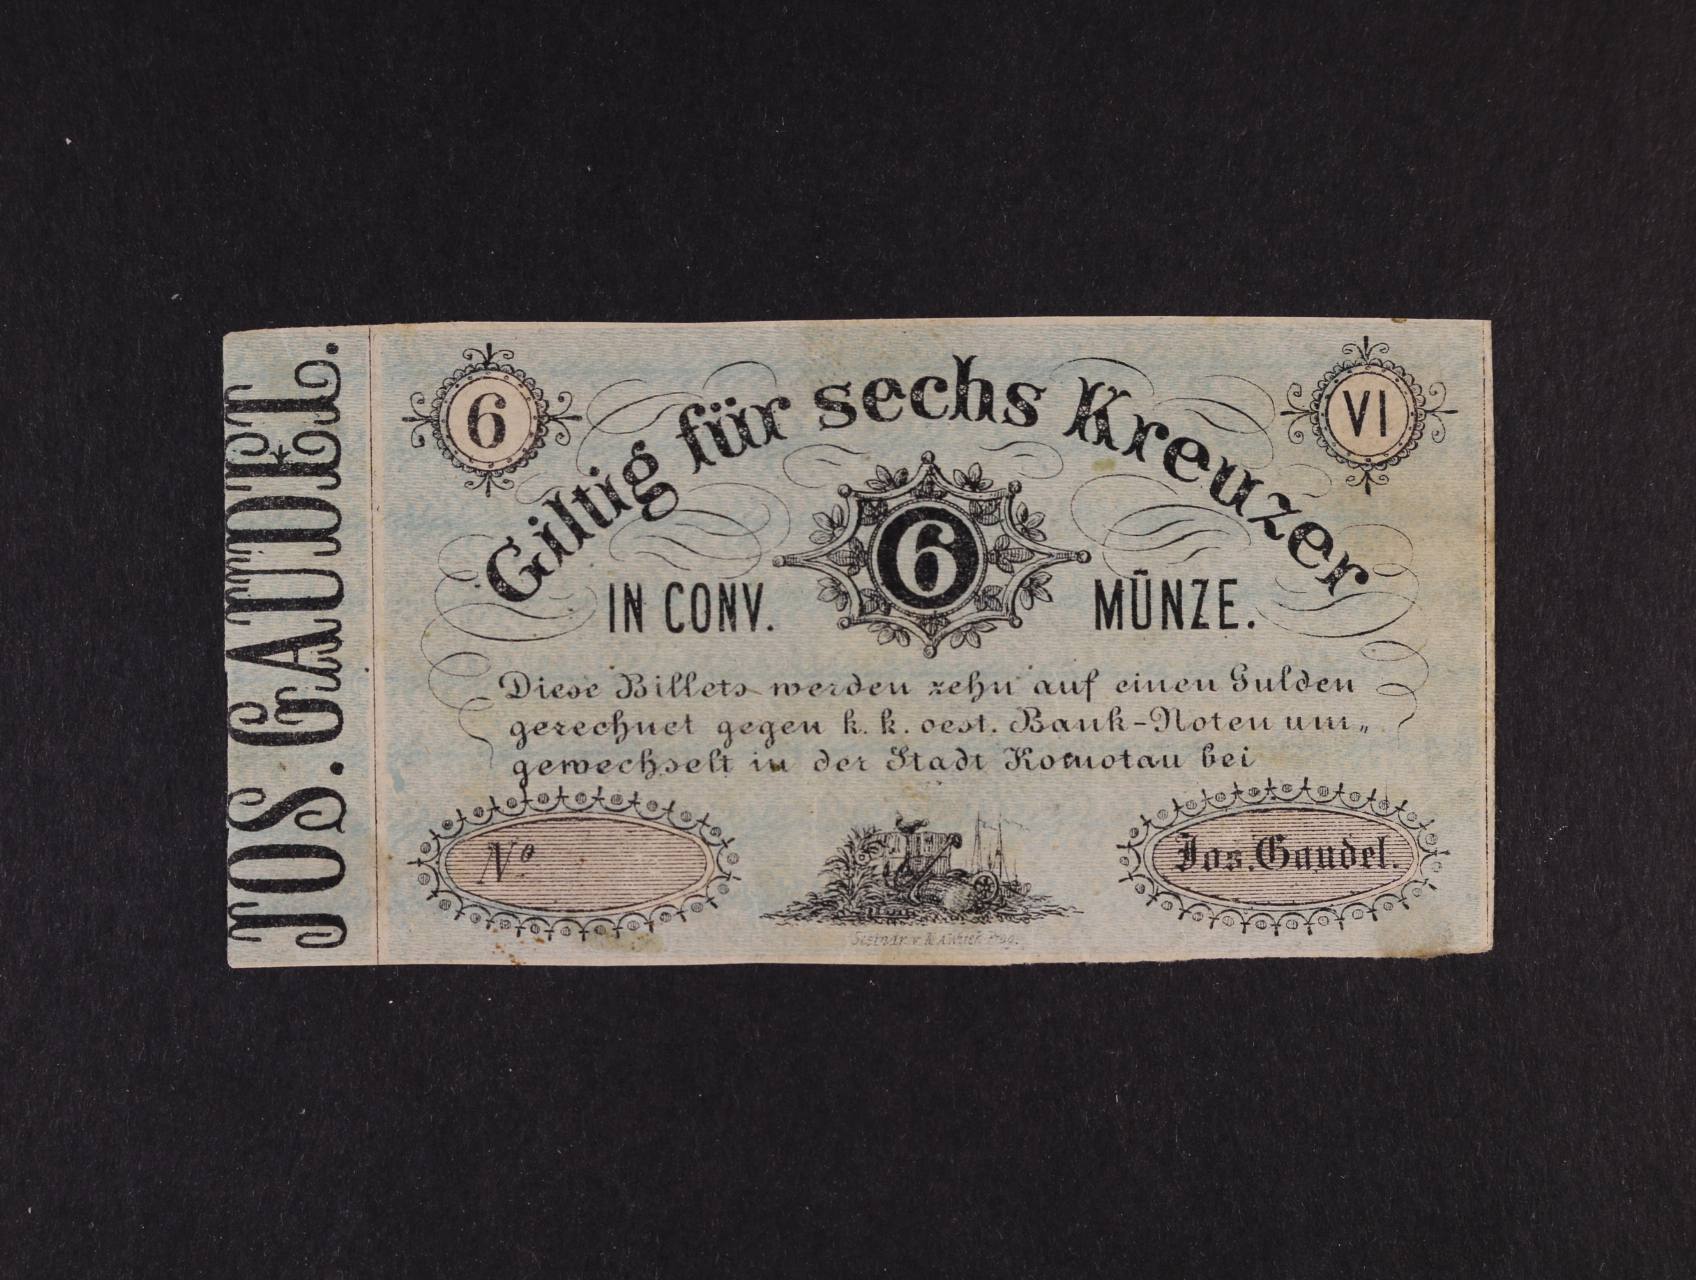 JOS. GAUDEL.
6
VI
Giltig für sechs Kreuzer
6
IN CONV. MÜNZE.
Diese Billets werden zehn auf einen Gulden
gerechnet gegen k. k. oest. Bank-Noten um„
gewechselt in der Stadt Komotau bei
No
Jos. Gaudel.
Steindr. v.